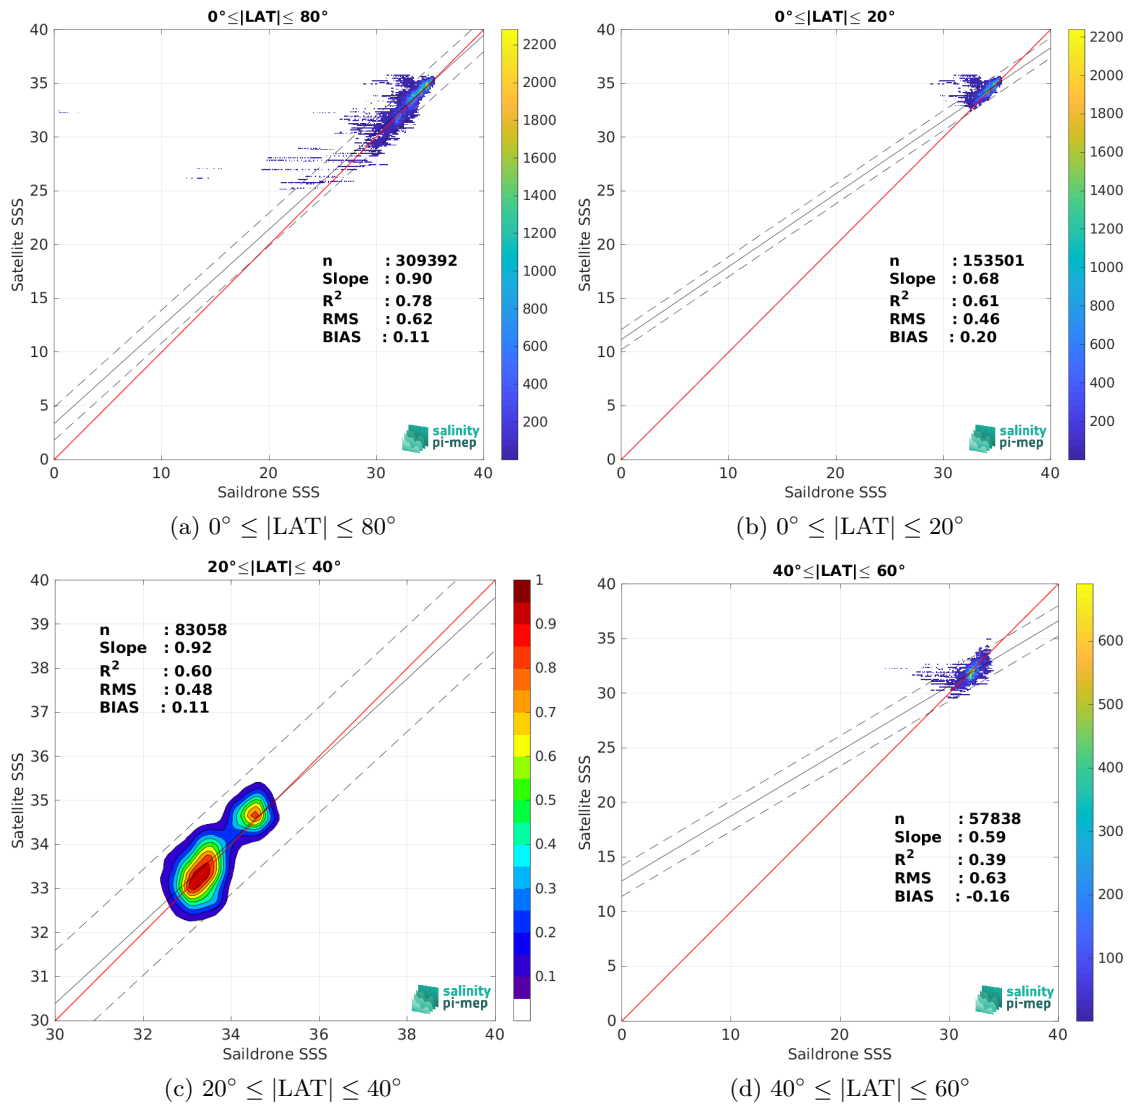 0°≤|LAT|≤ 80°
40
35
30
25
20
15
10
5
0
Satellite SSS
0
10
20
30
40
Saildrone SSS
n : 309392
Slope : 0.90
R² : 0.78
RMS : 0.62
BIAS : 0.11
salinity
pi-mep
2200
2000
1800
1600
1400
1200
1000
800
600
400
200
(a) 0° ≤ |LAT| ≤ 80°
0°≤|LAT|≤ 20°
40
35
30
25
20
15
10
5
0
Satellite SSS
0
10
20
30
40
Saildrone SSS
n : 153501
Slope : 0.68
R² : 0.61
RMS : 0.46
BIAS : 0.20
salinity
pi-mep
2200
2000
1800
1600
1400
1200
1000
800
600
400
200
(b) 0° ≤ |LAT| ≤ 20°
20°≤|LAT|≤ 40°
40
39
38
37
36
35
34
33
32
31
30
Satellite SSS
30
32
34
36
38
40
Saildrone SSS
n : 83058
Slope : 0.92
R² : 0.60
RMS : 0.48
BIAS : 0.11
salinity
pi-mep
1
0.9
0.8
0.7
0.6
0.5
0.4
0.3
0.2
0.1
(c) 20° ≤ |LAT| ≤ 40°
40°≤|LAT|≤ 60°
40
35
30
25
20
15
10
5
0
Satellite SSS
0
10
20
30
40
Saildrone SSS
n : 57838
Slope : 0.59
R² : 0.39
RMS : 0.63
BIAS : -0.16
salinity
pi-mep
600
500
400
300
200
100
(d) 40° ≤ |LAT| ≤ 60°